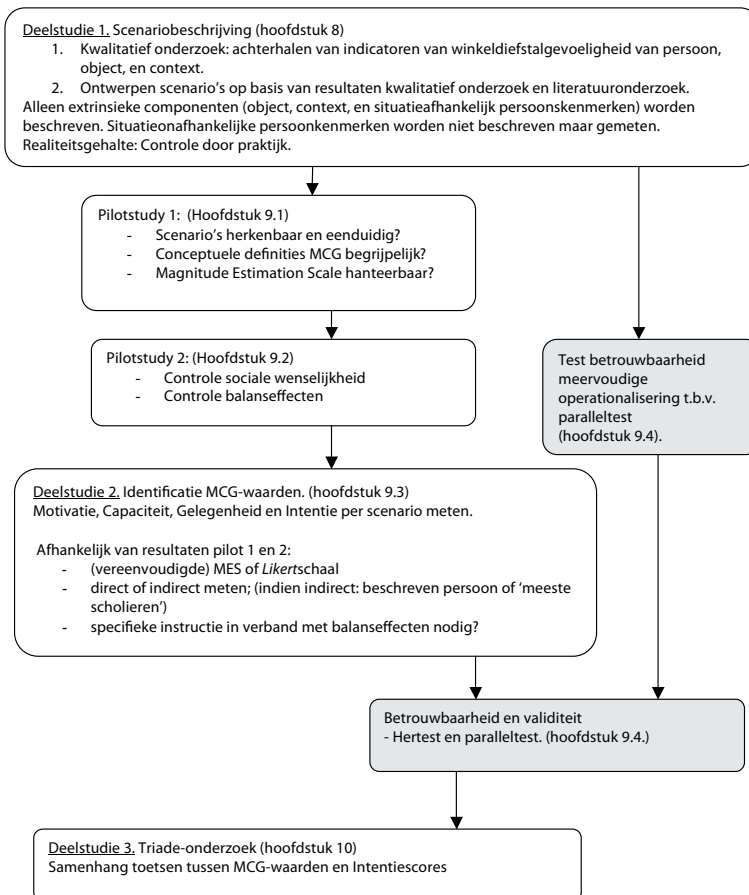 Deelstudie 1. Scenariobeschrijving (hoofdstuk 8)
1. Kwalitatief onderzoek: achterhalen van indicatoren van winkeldiefstalgevoeligheid van persoon,
object, en context.
2. Ontwerpen scenario's op basis van resultaten kwalitatief onderzoek en literatuuronderzoek.
Alleen extrinsieke componenten (object, context, en situatieafhankelijk persoonskenmerken) worden
beschreven. Situatieonafhankelijke persoonkenmerken worden niet beschreven maar gemeten.
Realiteitsgehalte: Controle door praktijk.
Pilotstudy 1: (Hoofdstuk 9.1)
- Scenario's herkenbaar en eenduidig?
- Conceptuele definities MCG begrijpelijk?
- Magnitude Estimation Scale hanteerbaar?
Pilotstudy 2: (Hoofdstuk 9.2)
- Controle sociale wenselijkheid
- Controle balanseffecten
Test betrouwbaarheid
meervoudige
operationalisering t.b.v.
paralleltest
(hoofdstuk 9.4).
Deelstudie 2. Identificatie MCG-waarden. (hoofdstuk 9.3)
Motivatie, Capaciteit, Gelegenheid en Intentie per scenario meten.
Afhankelijk van resultaten pilot 1 en 2:
- (vereenvoudigde) MES of Likertschaal
- direct of indirect meten; (indien indirect: beschreven persoon of 'meeste
scholieren')
- specifieke instructie in verband met balanseffecten nodig?
Betrouwbaarheid en validiteit
- Hertest en paralleltest. (hoofdstuk 9.4.)
Deelstudie 3. Triade-onderzoek (hoofdstuk 10)
Samenhang toetsen tussen MCG-waarden en Intentiescores